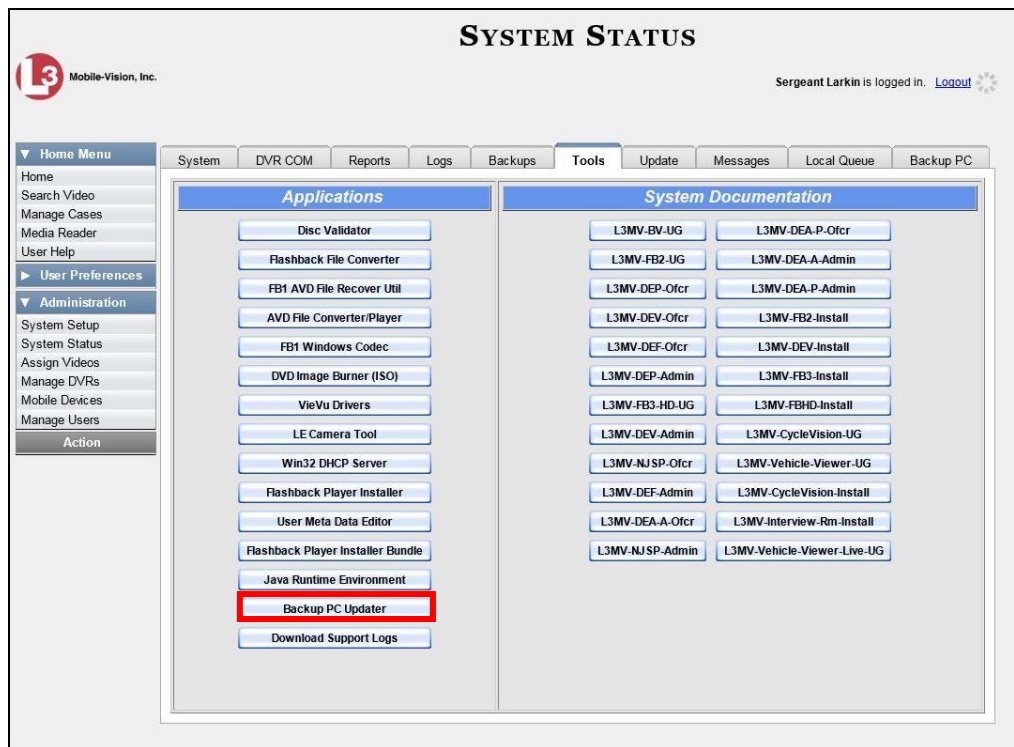 SYSTEM STATUS
L3 Mobile-Vision, Inc.
Sergeant Larkin is logged in. Logout
▼ Home Menu
Home
Search Video
Manage Cases
Media Reader
User Help
► User Preferences
▼ Administration
System Setup
System Status
Assign Videos
Manage DVRs
Mobile Devices
Manage Users
Action
System DVR COM Reports Logs Backups Tools Update Messages Local Queue Backup PC
Applications
Disc Validator
Flashback File Converter
FB1 AVD File Recover Util
AVD File Converter/Player
FB1 Windows Codec
DVD Image Burner (ISO)
VieVu Drivers
LE Camera Tool
Win32 DHCP Server
Flashback Player Installer
User Meta Data Editor
Flashback Player Installer Bundle
Java Runtime Environment
Backup PC Updater
Download Support Logs
System Documentation
L3MV-BV-UG L3MV-DEA-P-Ofcr
L3MV-FB2-UG L3MV-DEA-A-Admin
L3MV-DEP-Ofcr L3MV-DEA-P-Admin
L3MV-DEV-Ofcr L3MV-FB2-Install
L3MV-DEF-Ofcr L3MV-DEV-Install
L3MV-DEP-Admin L3MV-FB3-Install
L3MV-FB3-HD-UG L3MV-FBHD-Install
L3MV-DEV-Admin L3MV-CycleVision-UG
L3MV-NJSP-Ofcr L3MV-Vehicle-Viewer-UG
L3MV-DEF-Admin L3MV-CycleVision-Install
L3MV-DEA-A-Ofcr L3MV-Interview-Rm-Install
L3MV-NJSP-Admin L3MV-Vehicle-Viewer-Live-UG